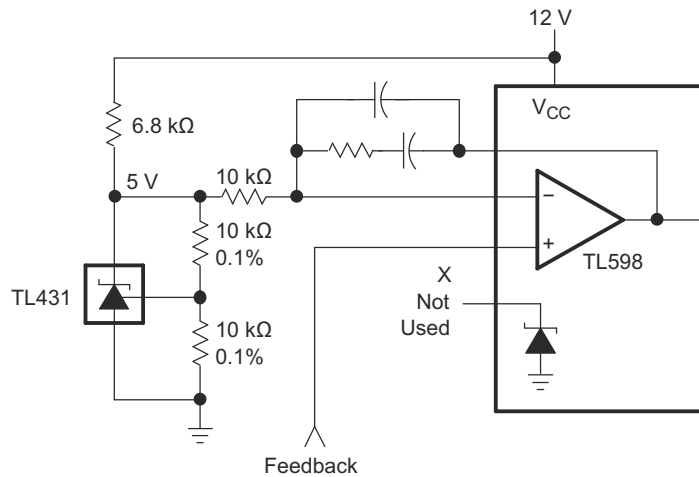 12 V
V_CC
6.8 kΩ
5 V
10 kΩ
10 kΩ
0.1%
−
+
TL598
TL431
X
Not
Used
10 kΩ
0.1%
Feedback